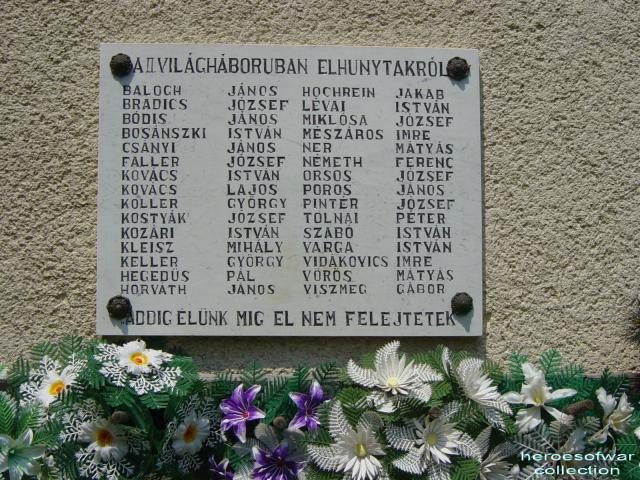 A II. VILÁGHÁBORUBAN ELHUNYTAKRÓL
BALOGH JÁNOS HOCHREIN JAKAB
BRADICS JÓZSEF LÉVAI ISTVÁN
BÓDIS JÁNOS MIKLÓSA JÓZSEF
BOSÁNSZKI ISTVÁN MÉSZÁROS IMRE
CSÁNYI JÁNOS NER MÁTYÁS
FALLER JÓZSEF NÉMETH FERENC
KOVÁCS ISTVÁN ORSÓS JÓZSEF
KOVÁCS LAJOS POROS JÁNOS
KOLLER GYÖRGY PINTÉR JÓZSEF
KOSTYÁK JÓZSEF TOLNAI PÉTER
KOZÁRI ISTVÁN SZABÓ ISTVÁN
KLEISZ MIHÁLY VARGA ISTVÁN
KELLER GYÖRGY VIDÁKOVICS IMRE
HEGEDÜS PÁL VÖRÖS MÁTYÁS
HORVÁTH JÁNOS VISZMEG GÁBOR
„ADDIG ÉLÜNK MIG EL NEM FELEJTETEK"
heroesofwar
collection